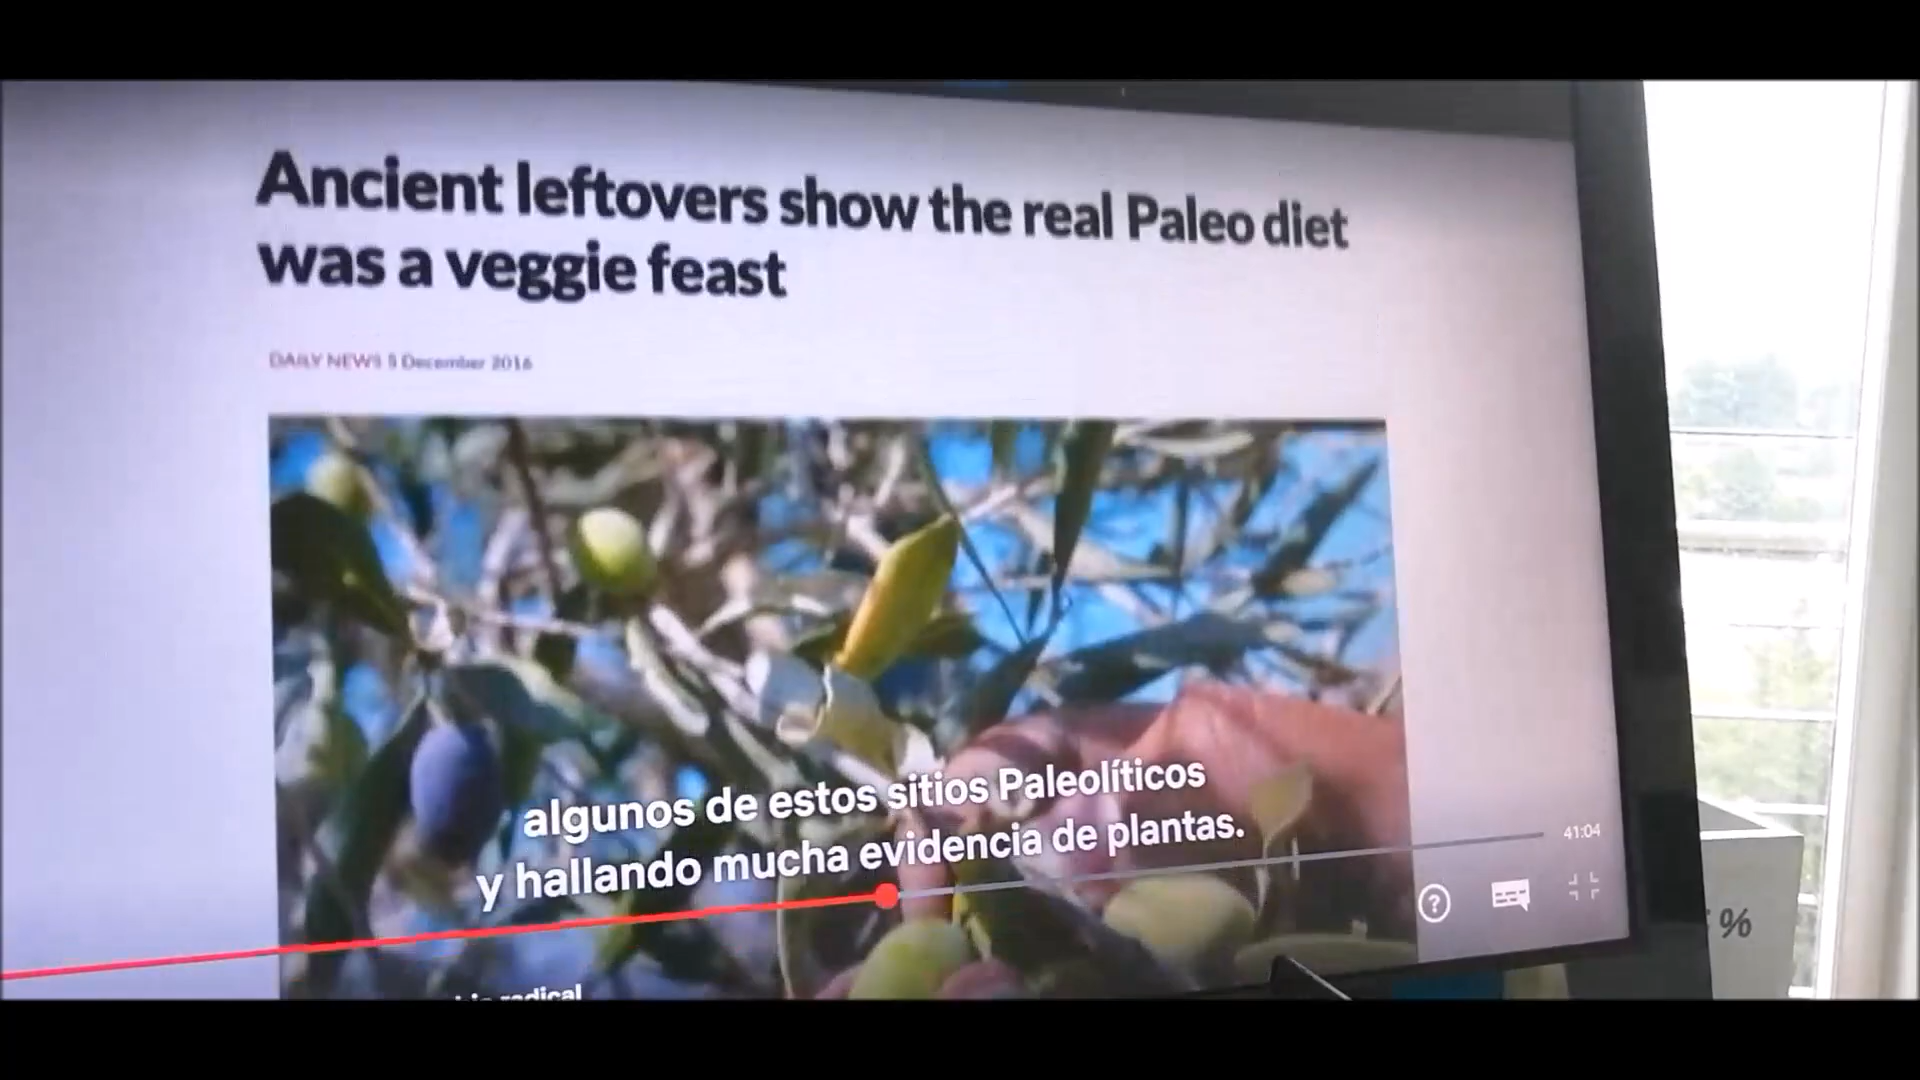 Ancient leftovers show the real Paleo diet
was a veggie feast
DAILY NEWS 5 December 2016
algunos de estos sitios Paleolíticos
y hallando mucha evidencia de plantas.
41:04
?
%
radical